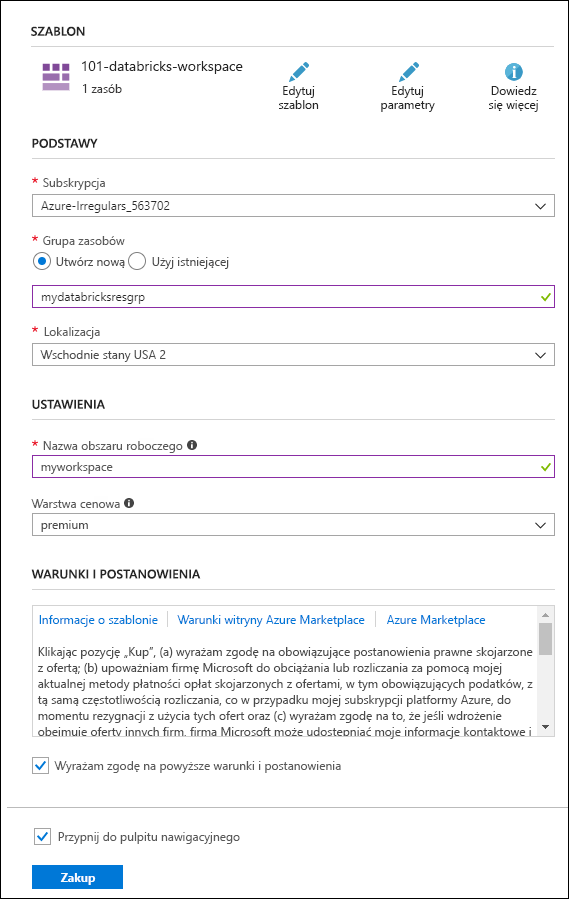 SZABLON
101-databricks-workspace
1 zasób
Edytuj
szablon
Edytuj
parametry
Dowiedz
się więcej
PODSTAWY
* Subskrypcja
Azure-Irregulars_563702
* Grupa zasobów
Utwórz nową Użyj istniejącej
mydatabricksresgrp
* Lokalizacja
Wschodnie stany USA 2
USTAWIENIA
* Nazwa obszaru roboczego
myworkspace
Warstwa cenowa
premium
WARUNKI I POSTANOWIENIA
Informacje o szablonie Warunki witryny Azure Marketplace Azure Marketplace
Klikając pozycję „Kup”, (a) wyrażam zgodę na obowiązujące postanowienia prawne skojarzone
z ofertą; (b) upoważniam firmę Microsoft do obciążania lub rozliczania za pomocą mojej
aktualnej metody płatności opłat skojarzonych z ofertami, w tym obowiązujących podatków, z
tą samą częstotliwością rozliczania, co w przypadku mojej subskrypcji platformy Azure, do
momentu rezygnacji z użycia tych ofert oraz (c) wyrażam zgodę na to, że jeśli wdrożenie
obejmuje oferty innych firm, firma Microsoft może udostępniać moje informacje kontaktowe i
Wyrażam zgodę na powyższe warunki i postanowienia
Przypnij do pulpitu nawigacyjnego
Zakup